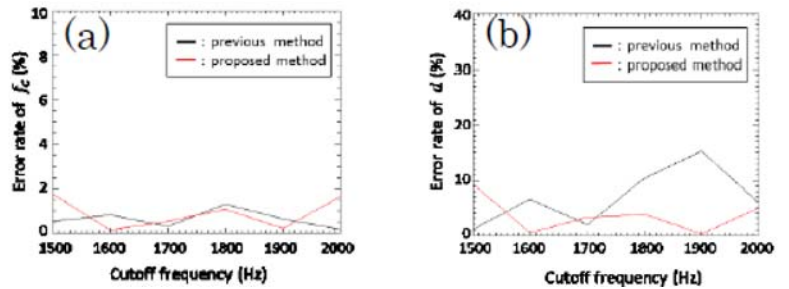 (a)
— : previous method
— : proposed method
Error rate of f_c (%)
10
8
6
4
2
0
1500 1600 1700 1800 1900 2000
Cutoff frequency (Hz)
(b)
— : previous method
— : proposed method
Error rate of d (%)
40
30
20
10
0
1500 1600 1700 1800 1900 2000
Cutoff frequency (Hz)